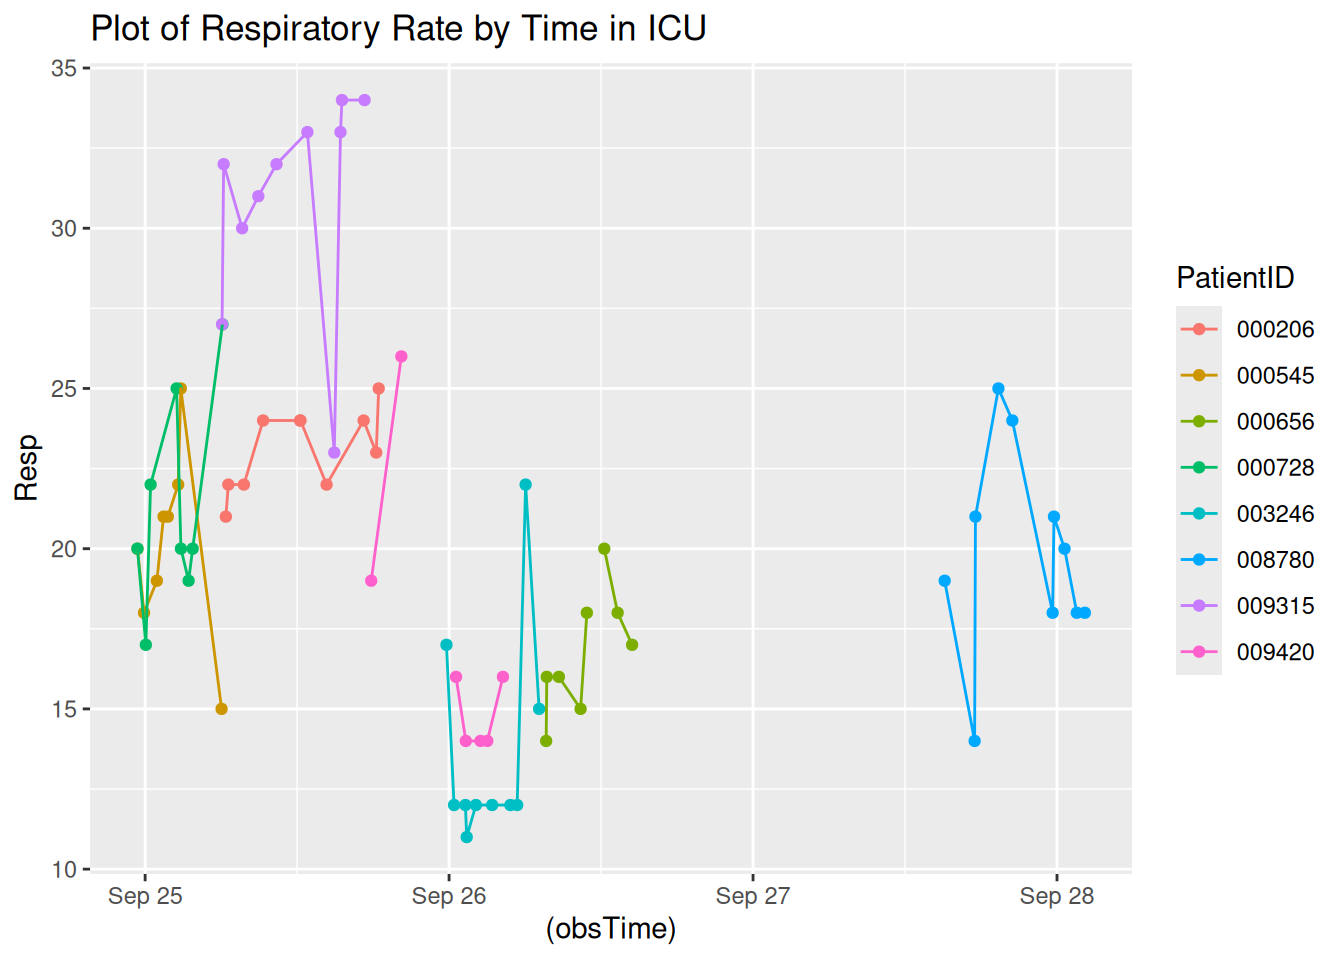 Plot of Respiratory Rate by Time in ICU
35
30
25
20
15
10
Resp
Sep 25
Sep 26
Sep 27
Sep 28
(obsTime)
PatientID
000206
000545
000656
000728
003246
008780
009315
009420